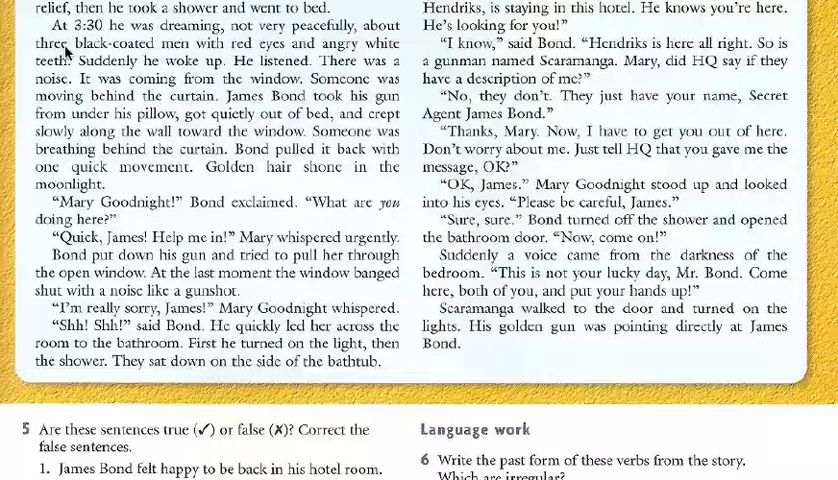 relief, then he took a shower and went to bed.
At 3:30 he was dreaming, not very peacefully, about
three black-coated men with red eyes and angry white
teeth. Suddenly he woke up. He listened. There was a
noise. It was coming from the window. Someone was
moving behind the curtain. James Bond took his gun
from under his pillow, got quietly out of bed, and crept
slowly along the wall toward the window. Someone was
breathing behind the curtain. Bond pulled it back with
one quick movement. Golden hair shone in the
moonlight.
“Mary Goodnight!” Bond exclaimed. “What are you
doing here?”
“Quick, James! Help me in!” Mary whispered urgently.
Bond put down his gun and tried to pull her through
the open window. At the last moment the window banged
shut with a noise like a gunshot.
“I’m really sorry, James!” Mary Goodnight whispered.
“Shh! Shh!” said Bond. He quickly led her across the
room to the bathroom. First he turned on the light, then
the shower. They sat down on the side of the bathtub.
Hendriks, is staying in this hotel. He knows you’re here.
He’s looking for you!”
“I know,” said Bond. “Hendriks is here all right. So is
a gunman named Scaramanga. Mary, did HQ say if they
have a description of me?”
“No, they don’t. They just have your name, Secret
Agent James Bond.”
“Thanks, Mary. Now, I have to get you out of here.
Don’t worry about me. Just tell HQ that you gave me the
message, OK?”
“OK, James.” Mary Goodnight stood up and looked
into his eyes. “Please be careful, James.”
“Sure, sure.” Bond turned off the shower and opened
the bathroom door. “Now, come on!”
Suddenly a voice came from the darkness of the
bedroom. “This is not your lucky day, Mr. Bond. Come
here, both of you, and put your hands up!”
Scaramanga walked to the door and turned on the
lights. His golden gun was pointing directly at James
Bond.
5 Are these sentences true (✓) or false (✗)? Correct the
false sentences.
1. James Bond felt happy to be back in his hotel room.
Language work
6 Write the past form of these verbs from the story.
Which are irregular?